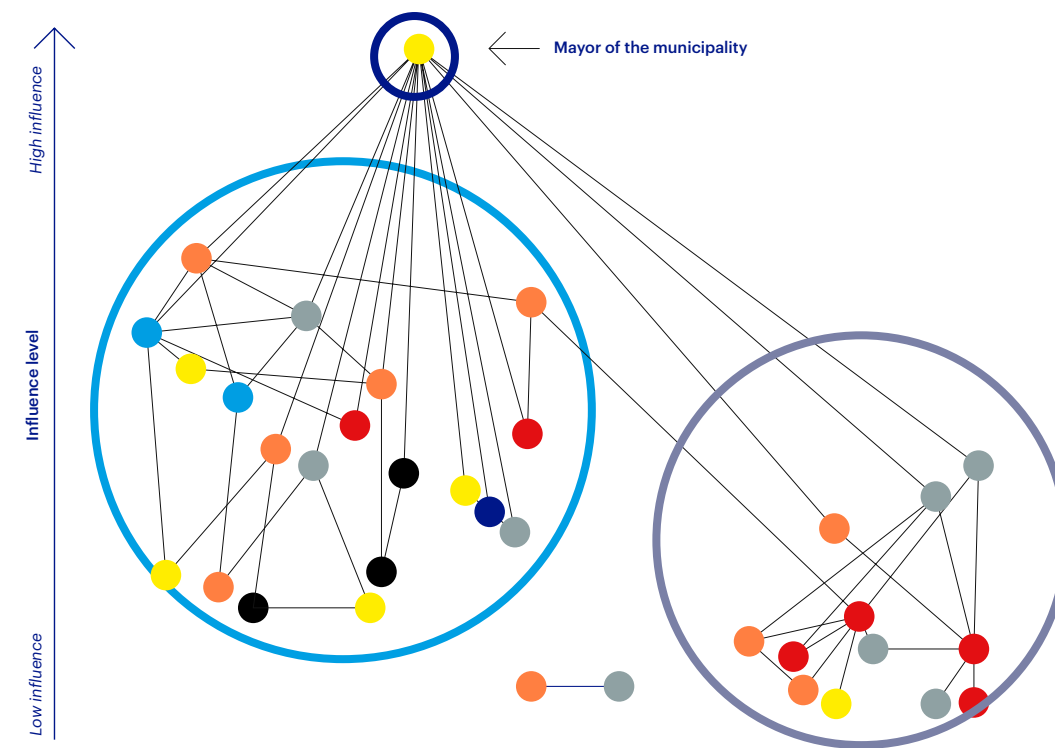 Mayor of the municipality
High influence
Influence level
Low influence